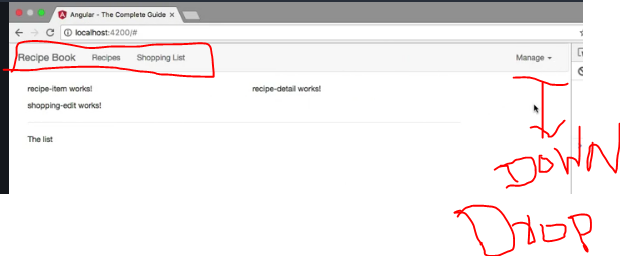 Angular - The Complete Guide
localhost:4200/#
Recipe Book Recipes Shopping List Manage
recipe-item works! recipe-detail works!
shopping-edit works!
The list
DOWN
DROP